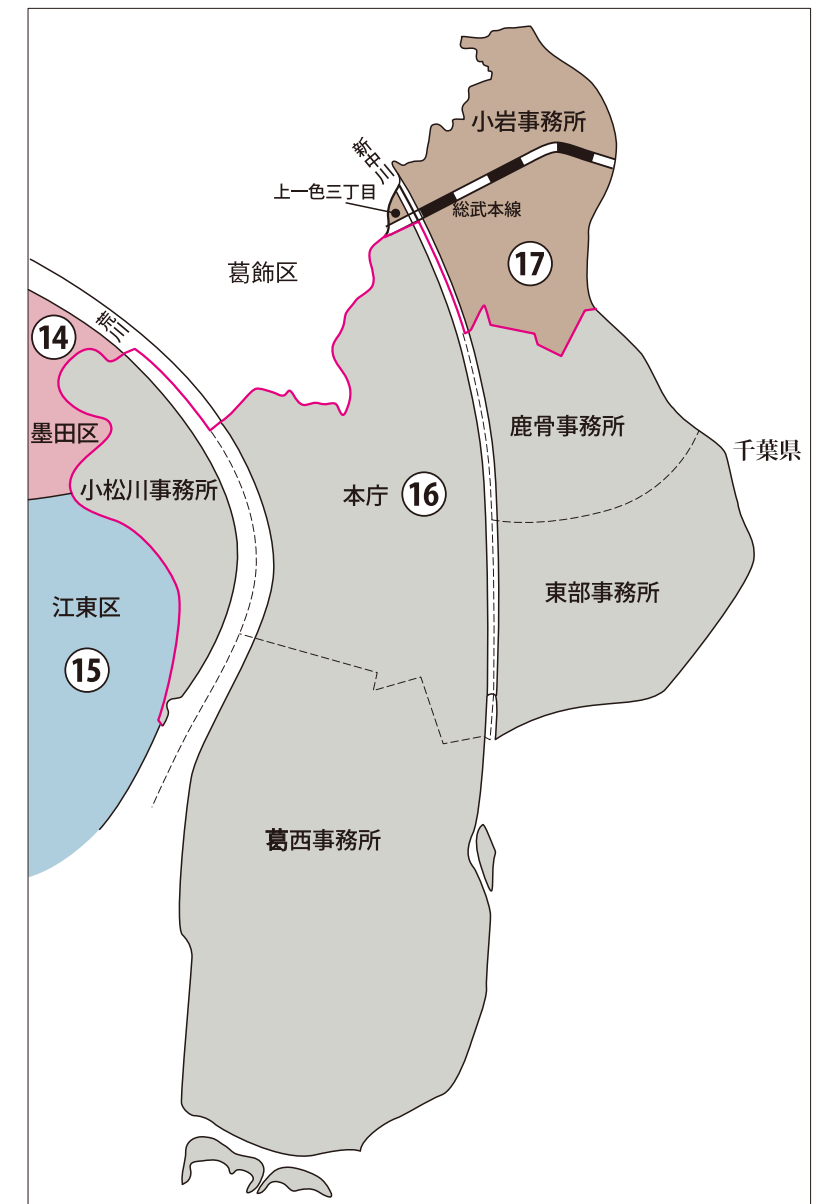 小岩事務所
新中川
上一色三丁目
総武本線
葛飾区
17
荒川
14
墨田区
鹿骨事務所
千葉県
小松川事務所
本庁 16
東部事務所
江東区
15
葛西事務所